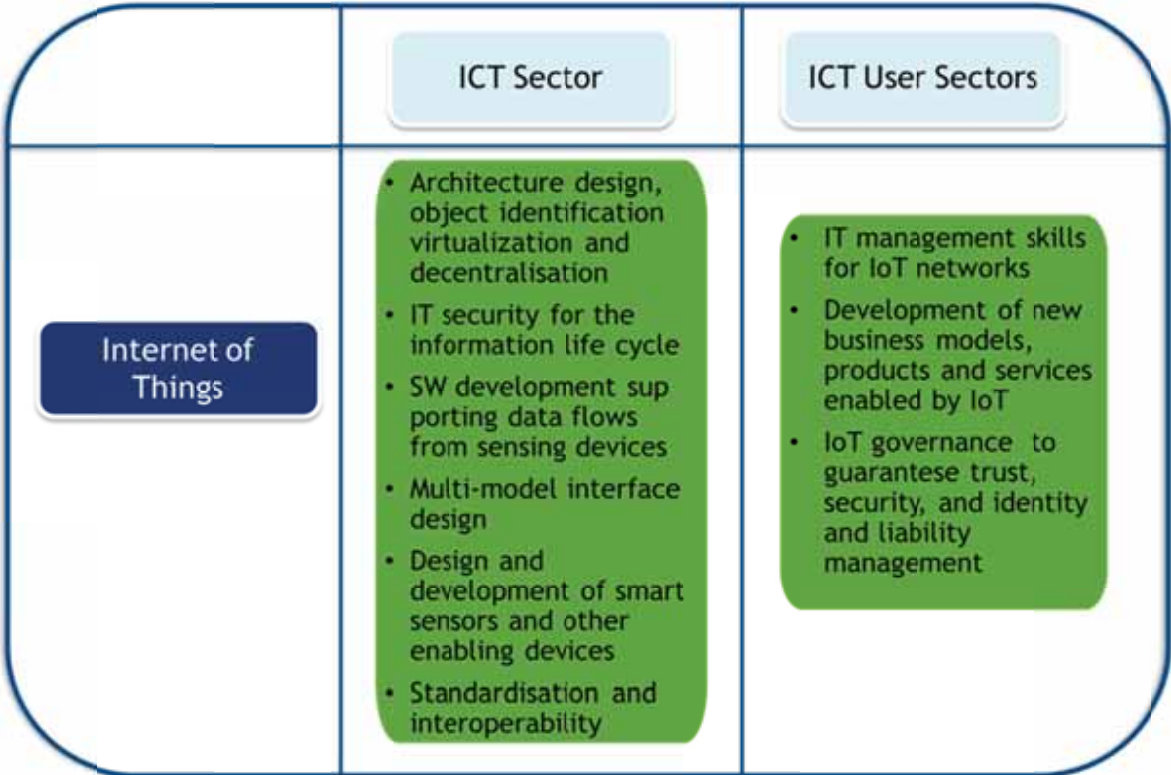 ICT Sector
ICT User Sectors
Internet of
Things
• Architecture design,
object identification
virtualization and
decentralisation
• IT security for the
information life cycle
• SW development sup
porting data flows
from sensing devices
• Multi-model interface
design
• Design and
development of smart
sensors and other
enabling devices
• Standardisation and
interoperability
• IT management skills
for IoT networks
• Development of new
business models,
products and services
enabled by IoT
• IoT governance to
guarantese trust,
security, and identity
and liability
management